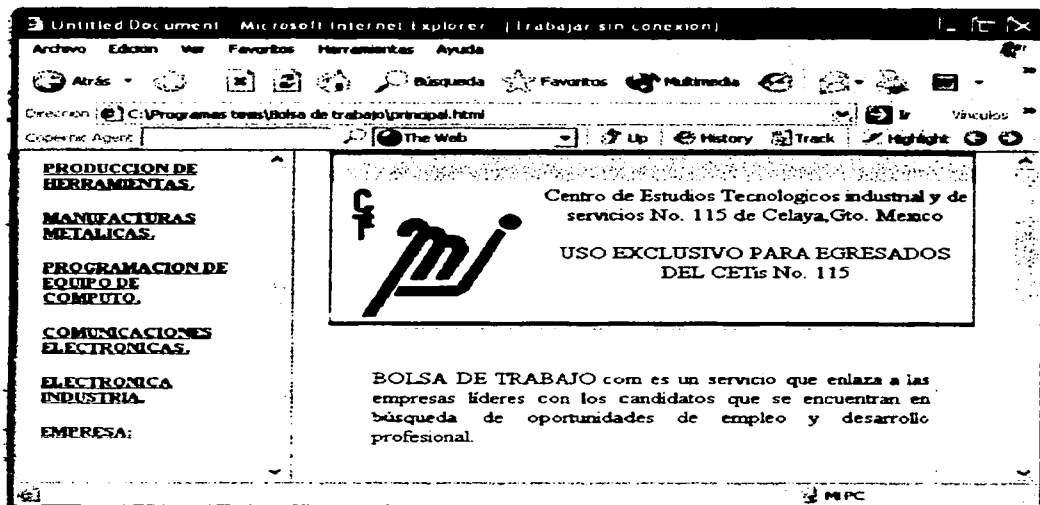 Untitled Document - Microsoft Internet Explorer - [Trabajar sin conexion]
Archivo Edición Ver Favoritos Herramientas Ayuda
Atrás Búsqueda Favoritos Multimedia
Dirección C:\Programas tesis\Bolsa de trabajo\principal.html Ir Vínculos
Copernic Agent The Web Up History Track Highlight
PRODUCCION DE
HERRAMIENTAS.
MANUFACTURAS
METALICAS.
PROGRAMACION DE
EQUIPO DE
COMPUTO.
COMUNICACIONES
ELECTRONICAS.
ELECTRONICA
INDUSTRIA.
EMPRESA:
Centro de Estudios Tecnologicos industrial y de
servicios No. 115 de Celaya,Gto. Mexico
USO EXCLUSIVO PARA EGRESADOS
DEL CETis No. 115
BOLSA DE TRABAJO com es un servicio que enlaza a las
empresas líderes con los candidatos que se encuentran en
búsqueda de oportunidades de empleo y desarrollo
profesional.
MI PC